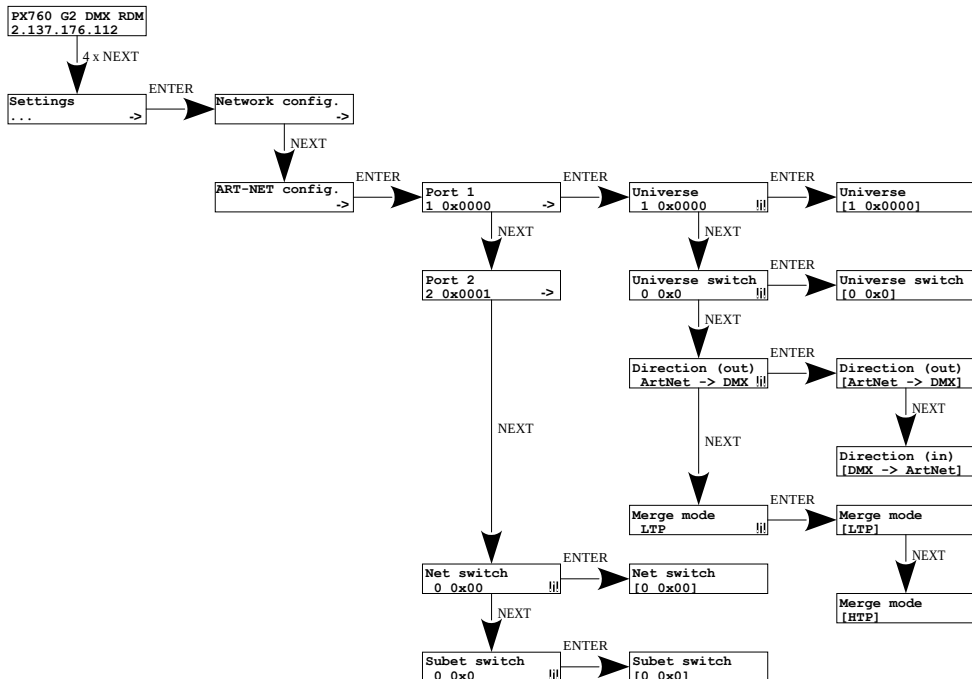 PX760 G2 DMX RDM
2.137.176.112
4 x NEXT
Settings
... ->
ENTER
Network config.
->
NEXT
ART-NET config.
->
ENTER
Port 1
1 0x0000 ->
ENTER
Universe
1 0x0000 !i!
ENTER
Universe
[1 0x0000]
NEXT
NEXT
Port 2
2 0x0001 ->
Universe switch
0 0x0 !i!
ENTER
Universe switch
[0 0x0]
NEXT
Direction (out)
ArtNet -> DMX !i!
ENTER
Direction (out)
[ArtNet -> DMX]
NEXT
NEXT
NEXT
Direction (in)
[DMX -> ArtNet]
Merge mode
LTP !i!
ENTER
Merge mode
[LTP]
NEXT
Net switch
0 0x00 !i!
ENTER
Net switch
[0 0x00]
Merge mode
[HTP]
NEXT
Subet switch
0 0x0 !i!
ENTER
Subet switch
[0 0x0]